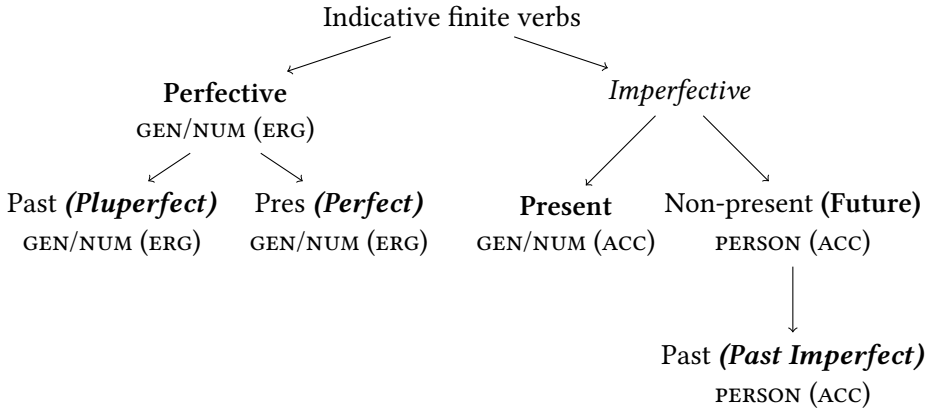 Indicative finite verbs
Perfective
GEN/NUM (ERG)
Imperfective
Past (Pluperfect)
GEN/NUM (ERG)
Pres (Perfect)
GEN/NUM (ERG)
Present
GEN/NUM (ACC)
Non-present (Future)
PERSON (ACC)
Past (Past Imperfect)
PERSON (ACC)